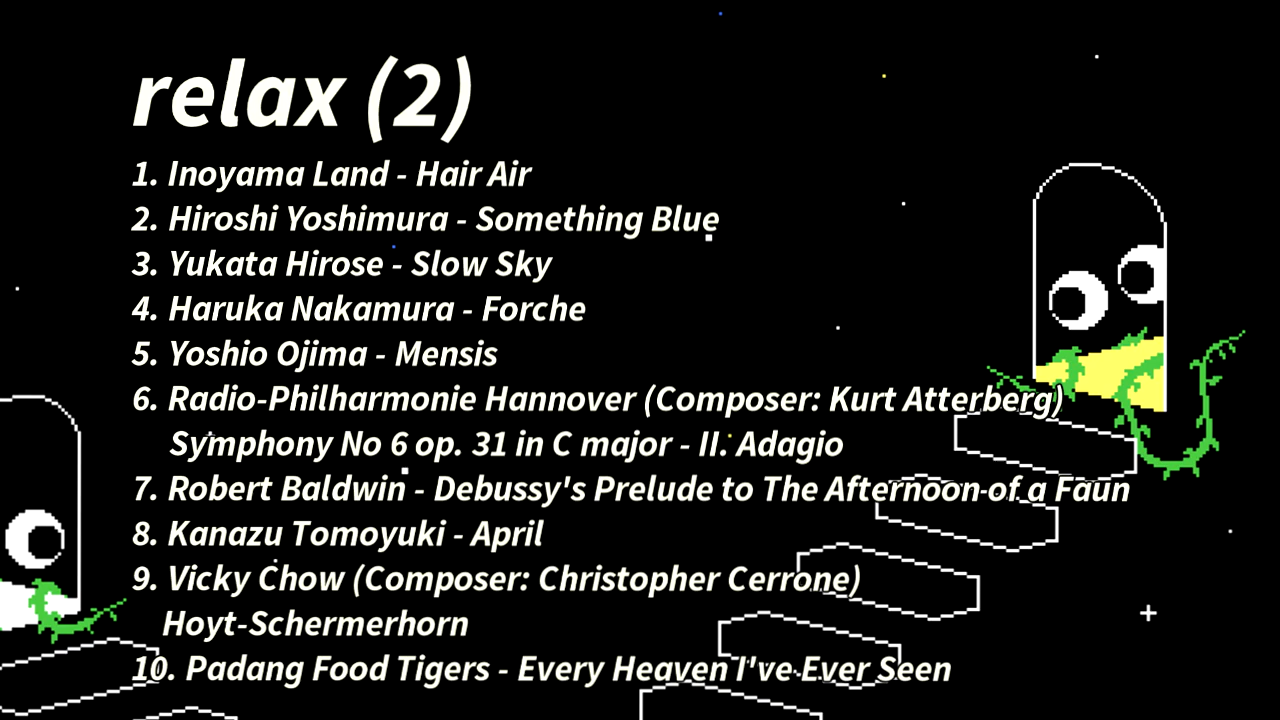 relax (2)
1. Inoyama Land - Hair Air
2. Hiroshi Yoshimura - Something Blue
3. Yukata Hirose - Slow Sky
4. Haruka Nakamura - Forche
5. Yoshio Ojima - Mensis
6. Radio-Philharmonie Hannover (Composer: Kurt Atterberg)
Symphony No 6 op. 31 in C major - II. Adagio
7. Robert Baldwin - Debussy's Prelude to The Afternoon of a Faun
8. Kanazu Tomoyuki - April
9. Vicky Chow (Composer: Christopher Cerrone)
Hoyt-Schermerhorn
10. Padang Food Tigers - Every Heaven I've Ever Seen